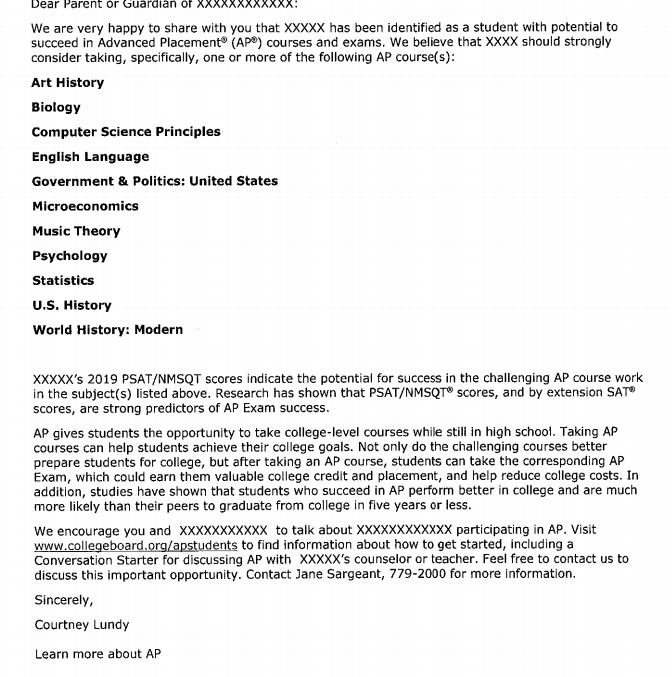 Dear Parent or Guardian of XXXXXXXXXXXX:
We are very happy to share with you that XXXXX has been identified as a student with potential to
succeed in Advanced Placement® (AP®) courses and exams. We believe that XXXX should strongly
consider taking, specifically, one or more of the following AP course(s):
Art History
Biology
Computer Science Principles
English Language
Government & Politics: United States
Microeconomics
Music Theory
Psychology
Statistics
U.S. History
World History: Modern
XXXXX's 2019 PSAT/NMSQT scores indicate the potential for success in the challenging AP course work
in the subject(s) listed above. Research has shown that PSAT/NMSQT® scores, and by extension SAT®
scores, are strong predictors of AP Exam success.
AP gives students the opportunity to take college-level courses while still in high school. Taking AP
courses can help students achieve their college goals. Not only do the challenging courses better
prepare students for college, but after taking an AP course, students can take the corresponding AP
Exam, which could earn them valuable college credit and placement, and help reduce college costs. In
addition, studies have shown that students who succeed in AP perform better in college and are much
more likely than their peers to graduate from college in five years or less.
We encourage you and XXXXXXXXXXX to talk about XXXXXXXXXXXX participating in AP. Visit
www.collegeboard.org/apstudents to find information about how to get started, including a
Conversation Starter for discussing AP with XXXXX's counselor or teacher. Feel free to contact us to
discuss this important opportunity. Contact Jane Sargeant, 779-2000 for more information.
Sincerely,
Courtney Lundy
Learn more about AP